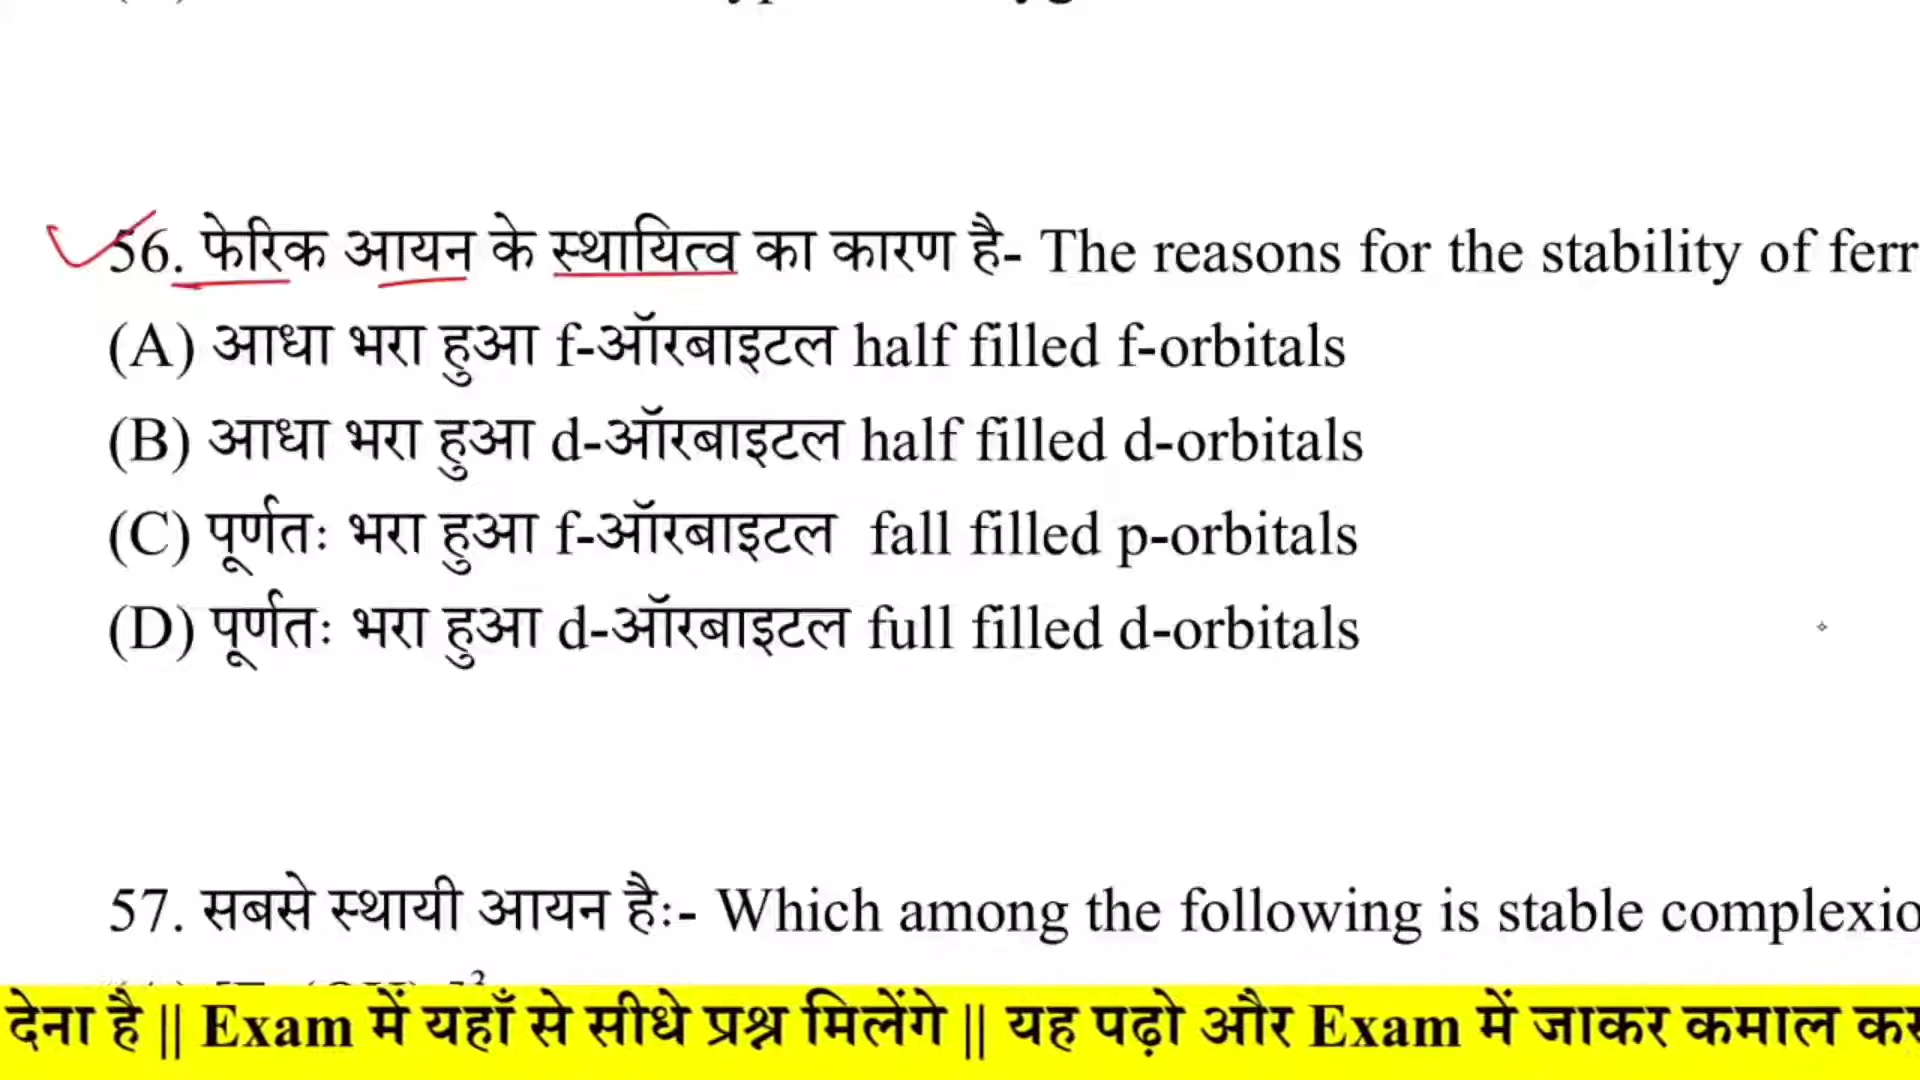 56. फेरिक आयन के स्थायित्व का कारण है- The reasons for the stability of ferr
(A) आधा भरा हुआ f-ऑरबाइटल half filled f-orbitals
(B) आधा भरा हुआ d-ऑरबाइटल half filled d-orbitals
(C) पूर्णतः भरा हुआ f-ऑरबाइटल fall filled p-orbitals
(D) पूर्णतः भरा हुआ d-ऑरबाइटल full filled d-orbitals
57. सबसे स्थायी आयन हैः- Which among the following is stable complexio
देना है || Exam में यहाँ से सीधे प्रश्न मिलेंगे || यह पढ़ो और Exam में जाकर कमाल कर